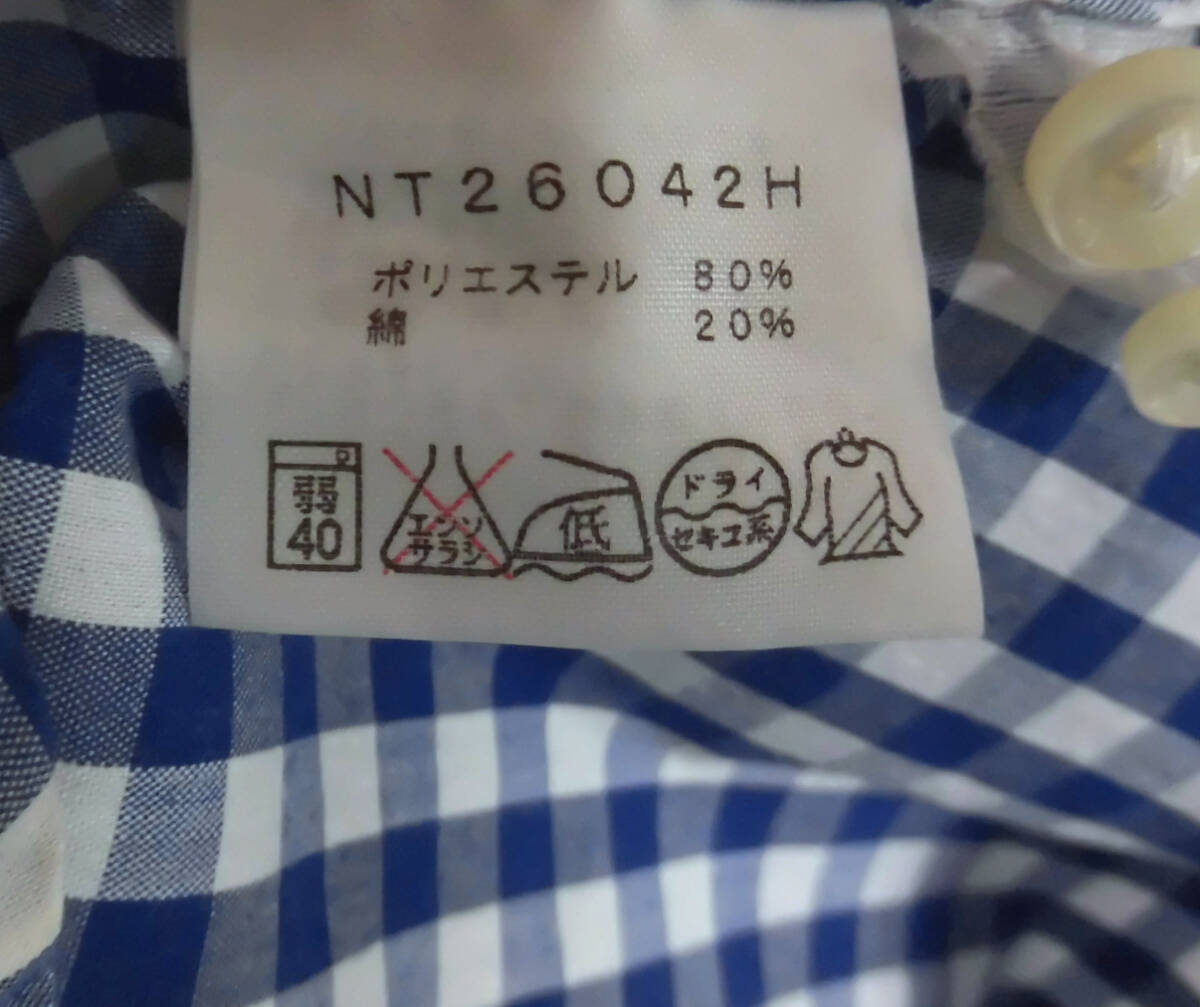 NT26042H
ポリエステル 80%
綿 20%
弱 40
エンソサラシ
低
ドライ セキユ系